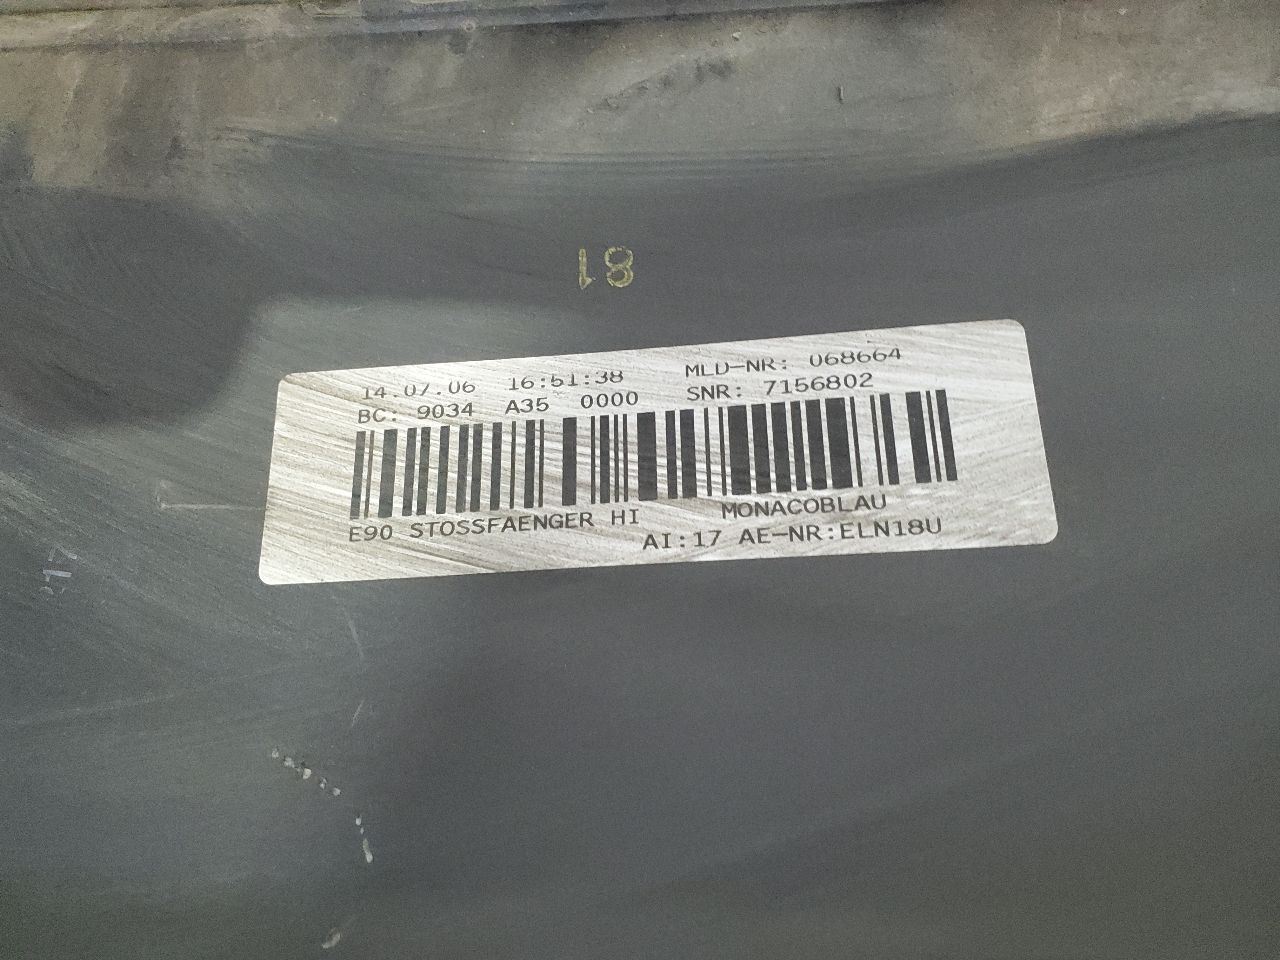 81
14.07.06 16:51:38 MLD-NR: 068664
BC: 9034 A35 0000 SNR: 7156802
E90 STOSSFAENGER HI MONACOBLAU
AI:17 AE-NR:ELN18U